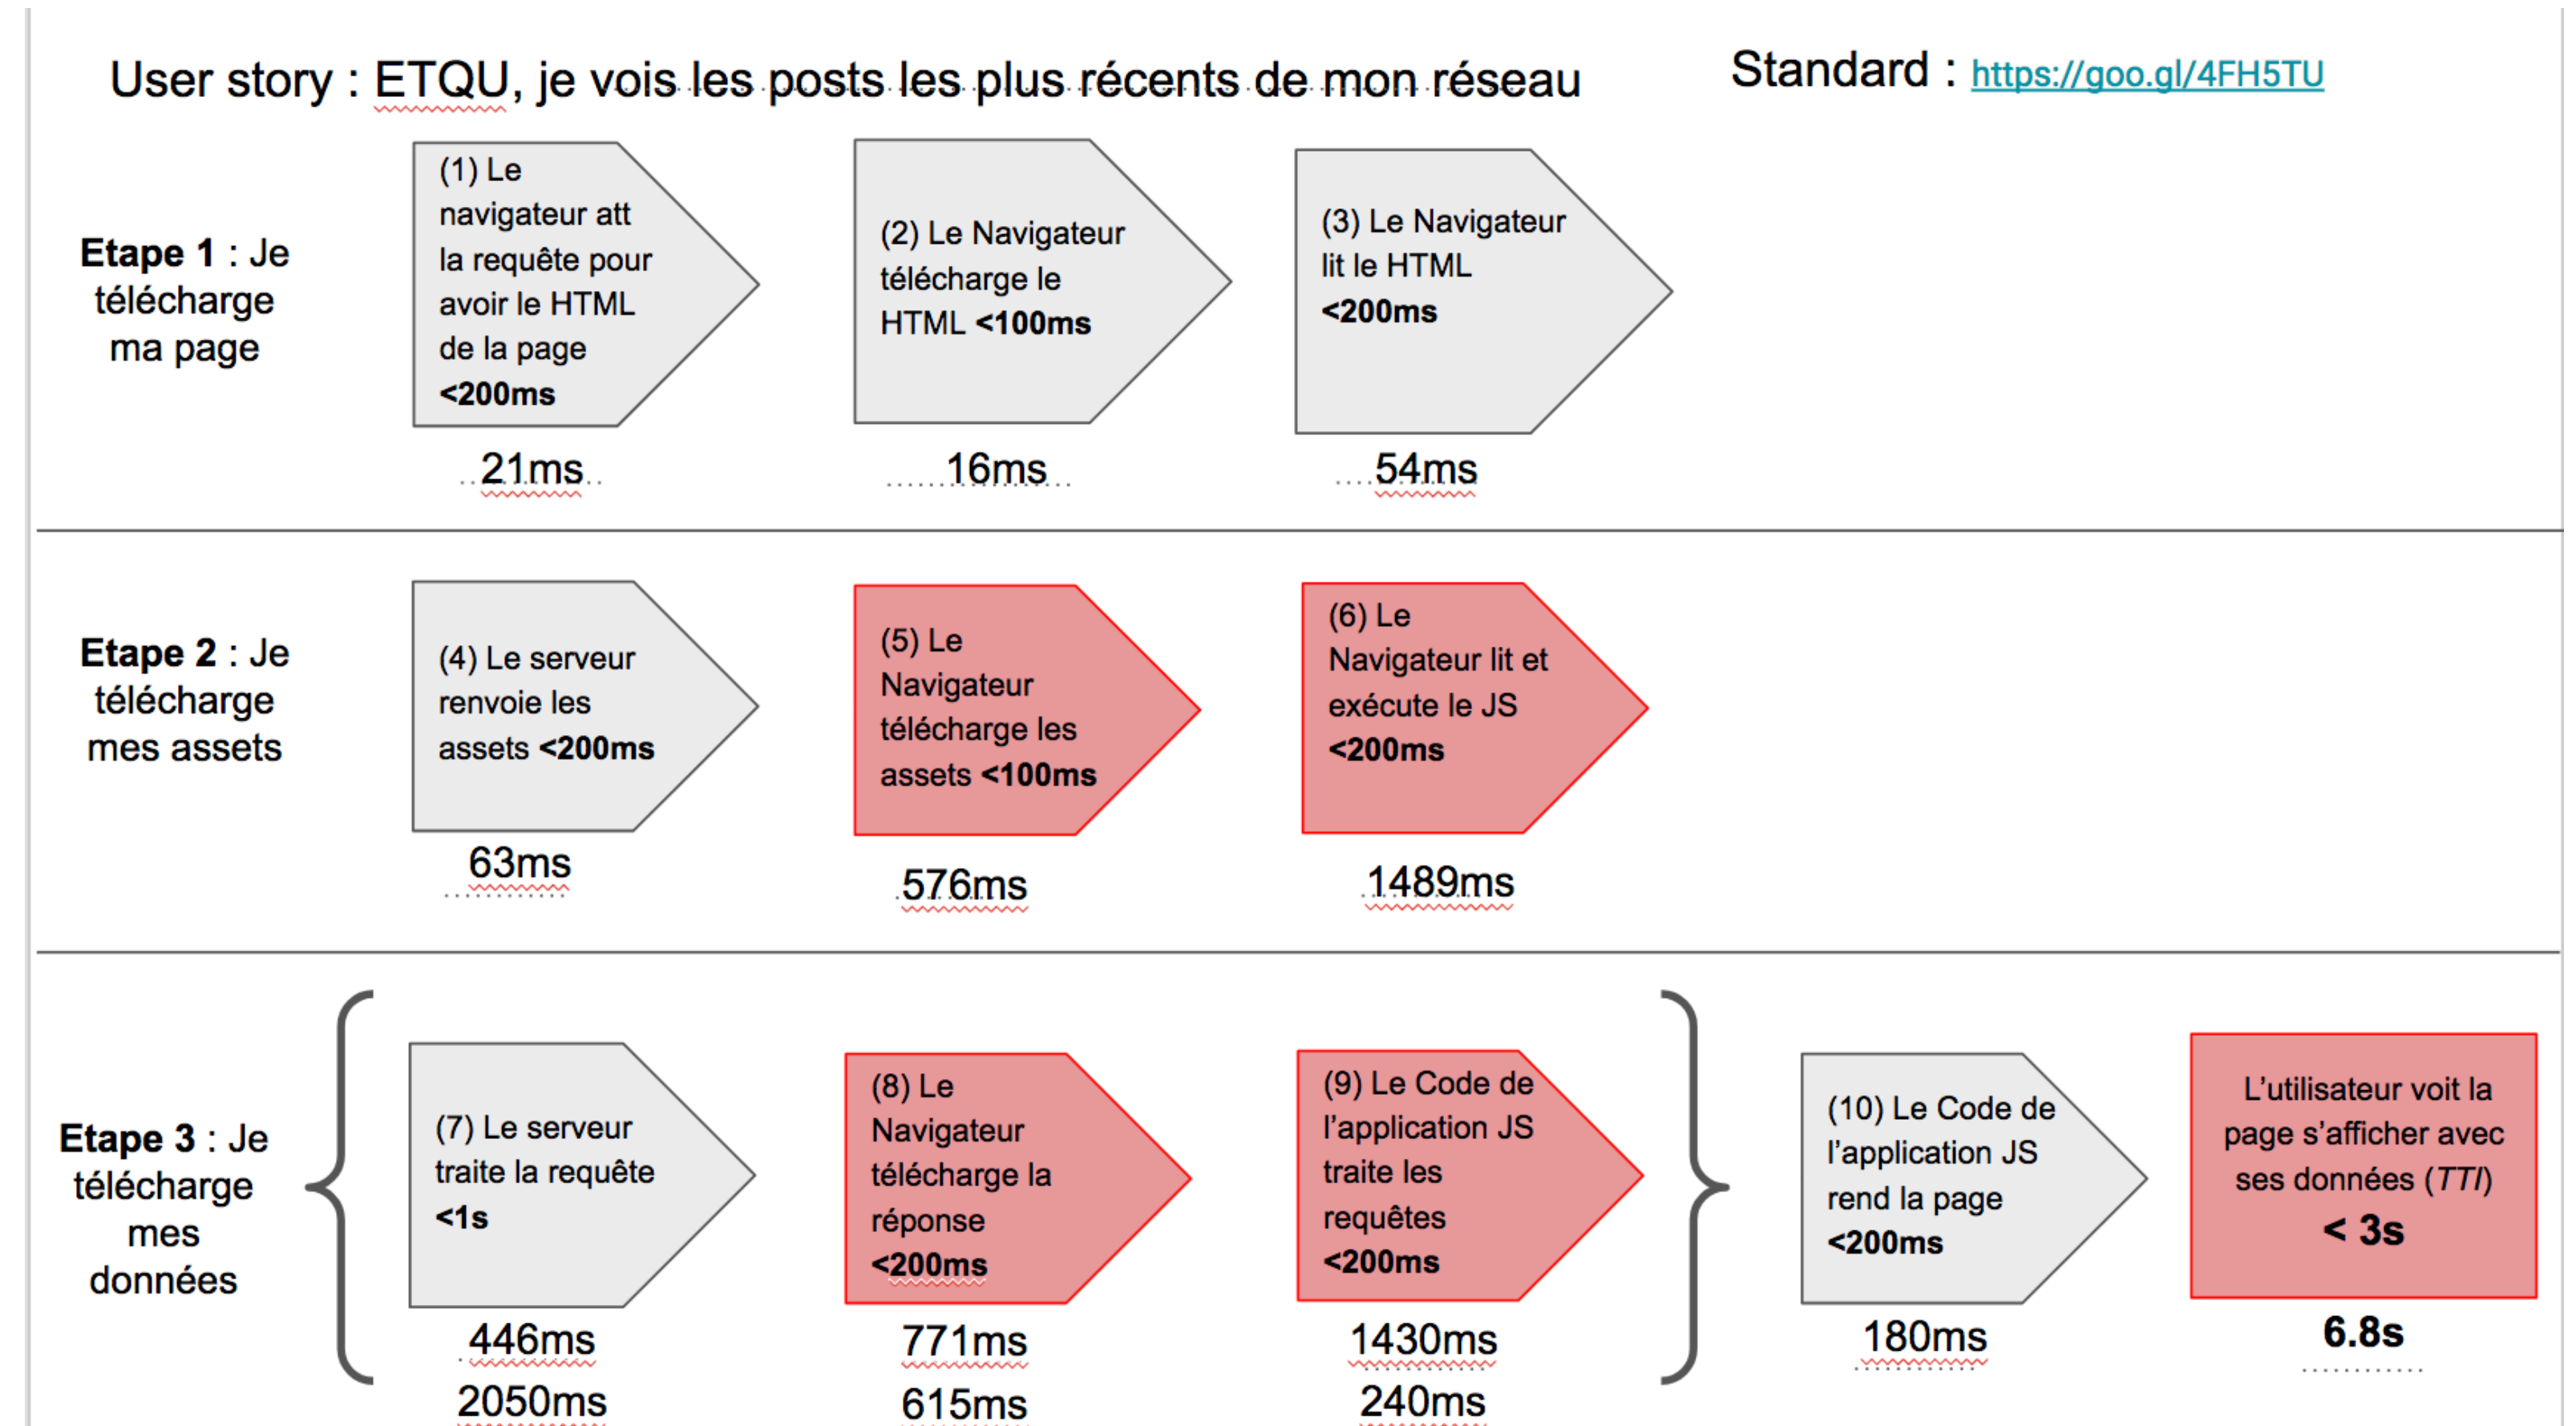 User story : ETQU, je vois les posts les plus récents de mon réseau
Standard : https://goo.gl/4FH5TU
Etape 1 : Je
télécharge
ma page
(1) Le
navigateur att
la requête pour
avoir le HTML
de la page
<200ms
21ms
(2) Le Navigateur
télécharge le
HTML <100ms
16ms
(3) Le Navigateur
lit le HTML
<200ms
54ms
Etape 2 : Je
télécharge
mes assets
(4) Le serveur
renvoie les
assets <200ms
63ms
(5) Le
Navigateur
télécharge les
assets <100ms
576ms
(6) Le
Navigateur lit et
exécute le JS
<200ms
1489ms
Etape 3 : Je
télécharge
mes
données
(7) Le serveur
traite la requête
<1s
446ms
2050ms
(8) Le
Navigateur
télécharge la
réponse
<200ms
771ms
615ms
(9) Le Code de
l’application JS
traite les
requêtes
<200ms
1430ms
240ms
(10) Le Code de
l’application JS
rend la page
<200ms
180ms
L’utilisateur voit la
page s’afficher avec
ses données (TTI)
< 3s
6.8s